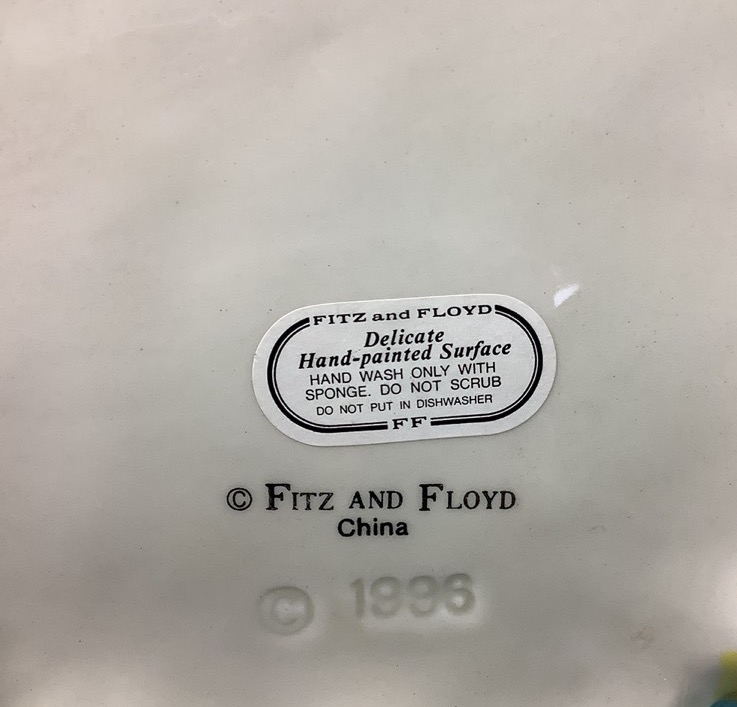 FITZ and FLOYD
Delicate
Hand-painted Surface
HAND WASH ONLY WITH
SPONGE. DO NOT SCRUB
DO NOT PUT IN DISHWASHER
FF
© FITZ AND FLOYD
China
© 1996